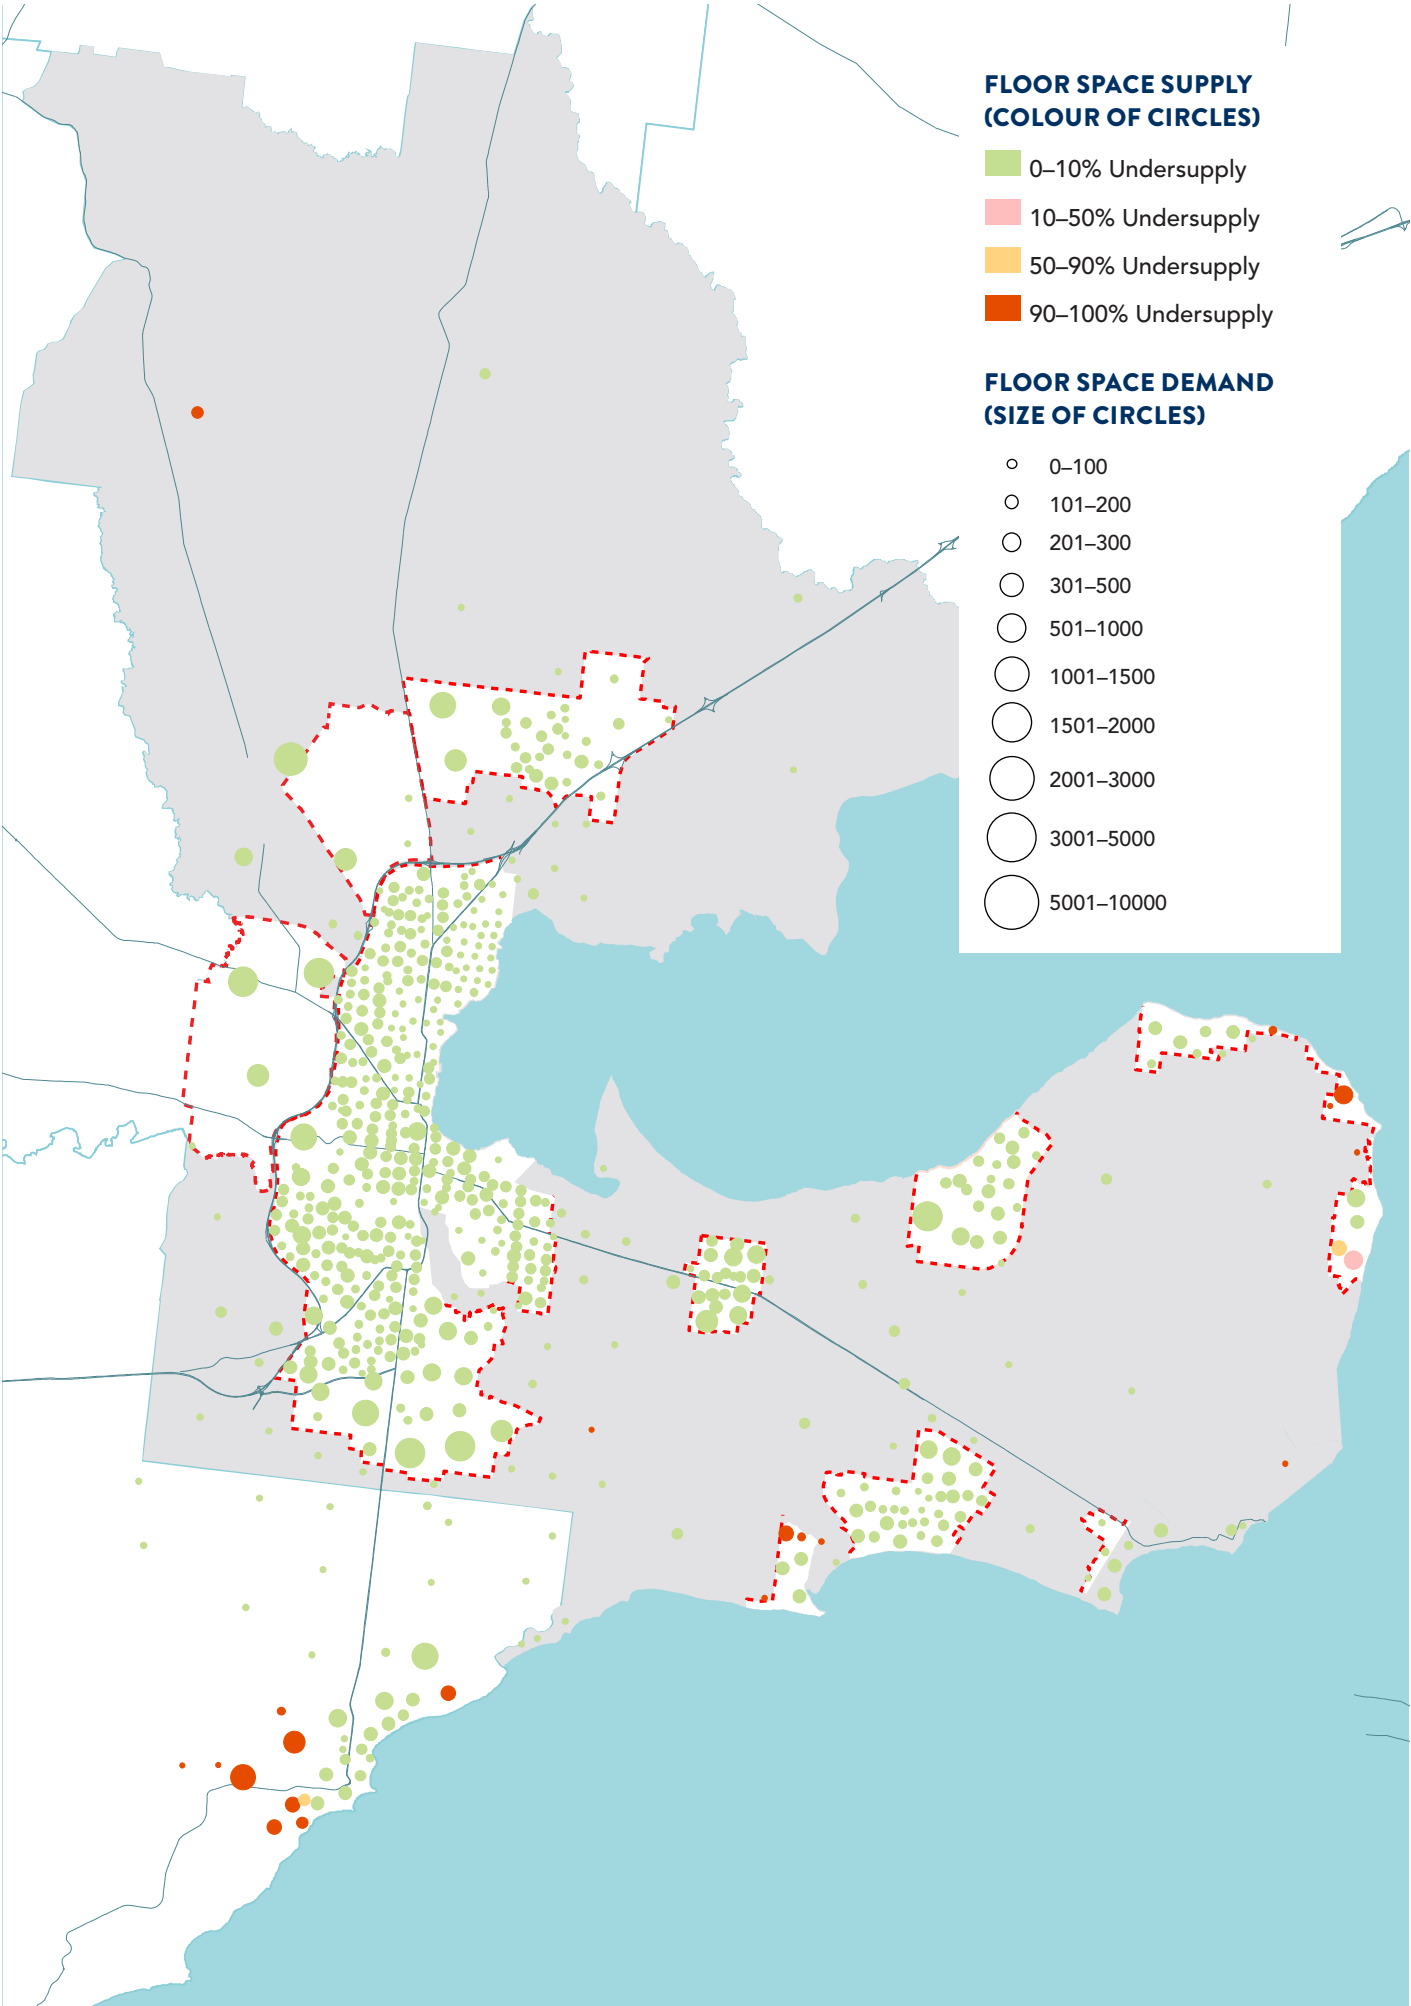 FLOOR SPACE SUPPLY
(COLOUR OF CIRCLES)
0–10% Undersupply
10–50% Undersupply
50–90% Undersupply
90–100% Undersupply
FLOOR SPACE DEMAND
(SIZE OF CIRCLES)
0–100
101–200
201–300
301–500
501–1000
1001–1500
1501–2000
2001–3000
3001–5000
5001–10000